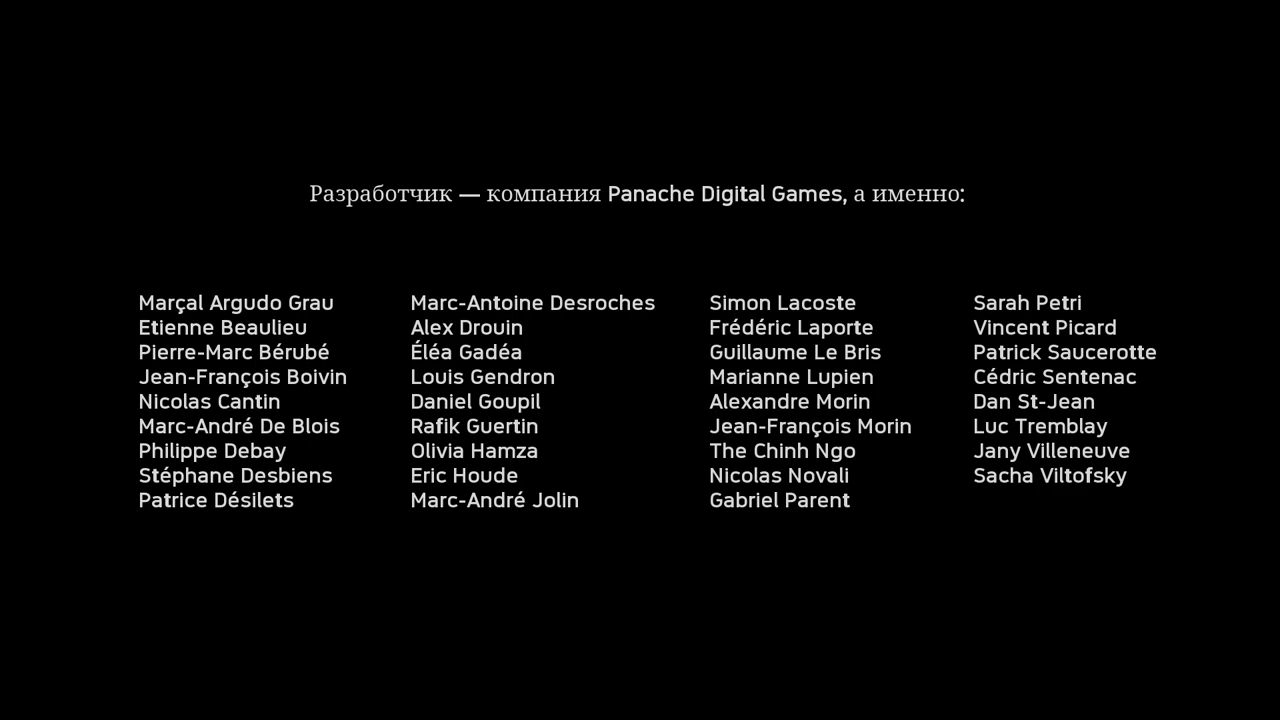 Разработчик — компания Panache Digital Games, а именно:
Marçal Argudo Grau
Etienne Beaulieu
Pierre-Marc Bérubé
Jean-François Boivin
Nicolas Cantin
Marc-André De Blois
Philippe Debay
Stéphane Desbiens
Patrice Désilets
Marc-Antoine Desroches
Alex Drouin
Éléa Gadéa
Louis Gendron
Daniel Goupil
Rafik Guertin
Olivia Hamza
Eric Houde
Marc-André Jolin
Simon Lacoste
Frédéric Laporte
Guillaume Le Bris
Marianne Lupien
Alexandre Morin
Jean-François Morin
The Chinh Ngo
Nicolas Novali
Gabriel Parent
Sarah Petri
Vincent Picard
Patrick Saucerotte
Cédric Sentenac
Dan St-Jean
Luc Tremblay
Jany Villeneuve
Sacha Viltofsky